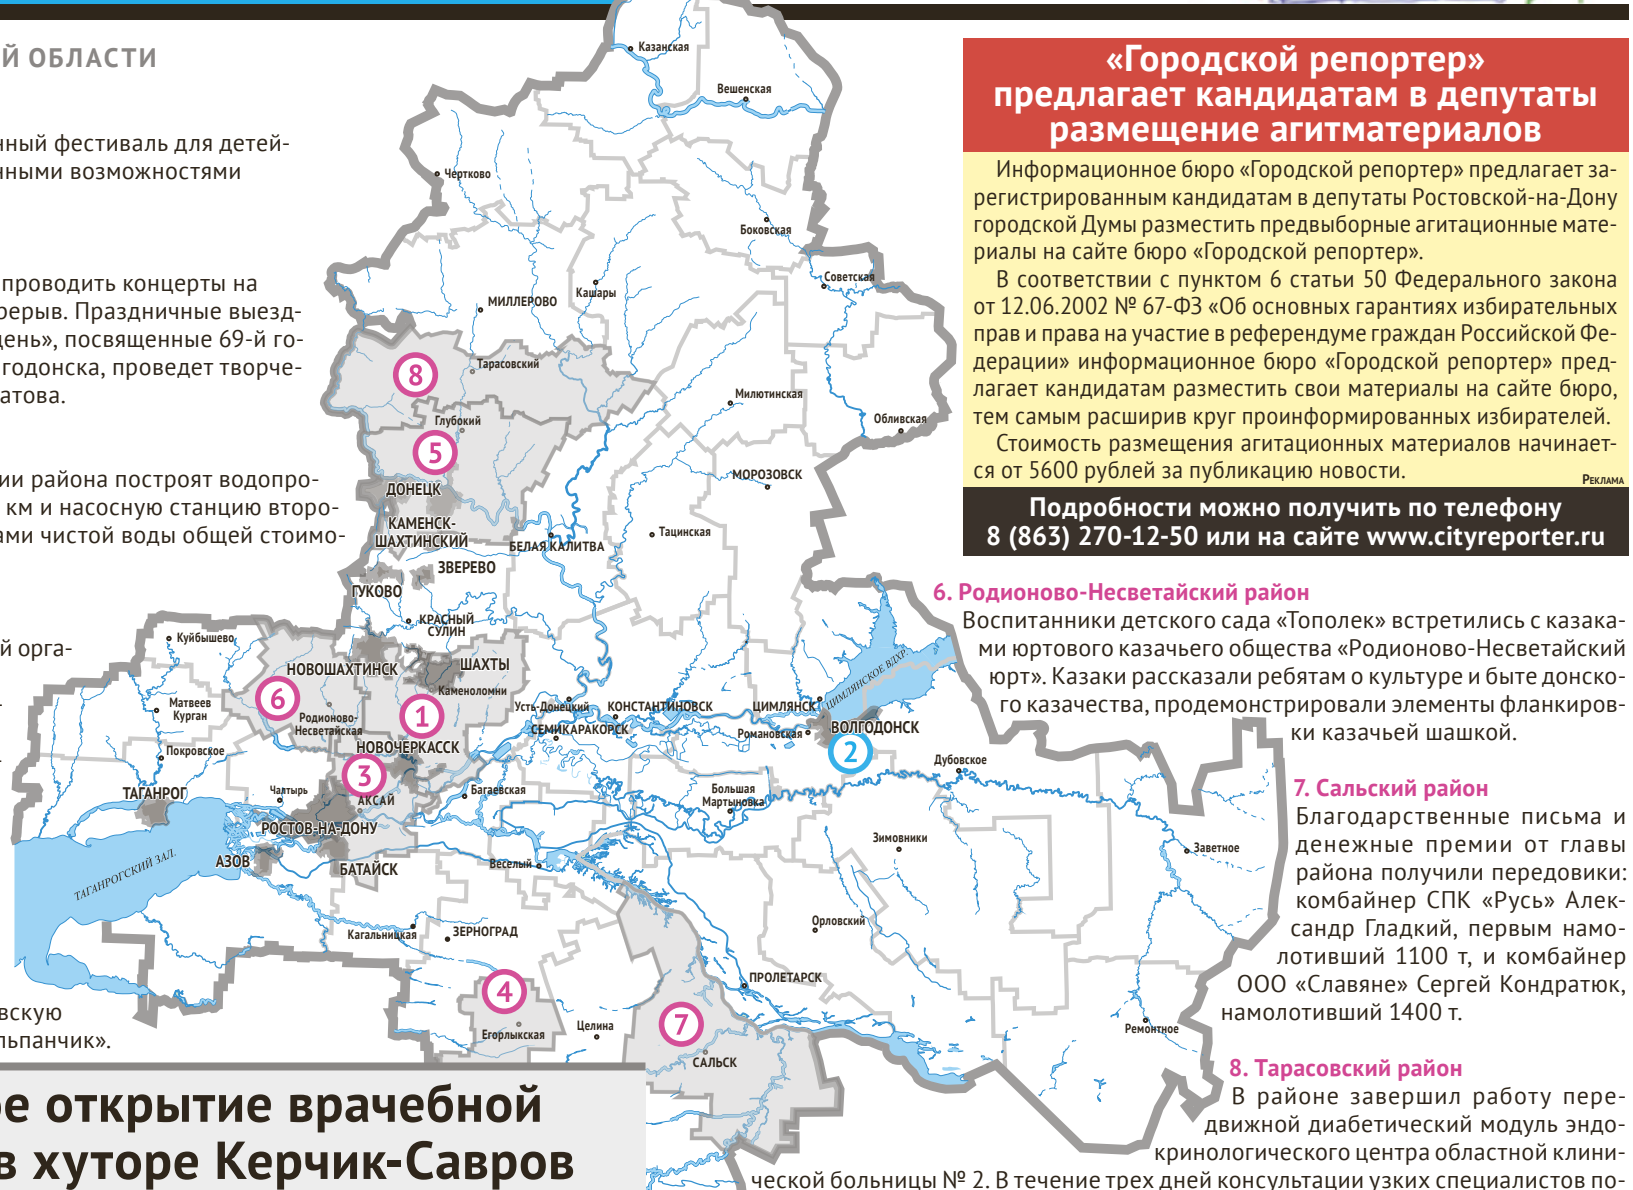 Й ОБЛАСТИ
нный фестиваль для детей-
нными возможностями
проводить концерты на
рерыв. Праздничные выезд-
день», посвященные 69-й го-
годонска, проведет творче-
атова.
ии района построят водопро-
км и насосную станцию второ-
ами чистой воды общей стоимо-
й орга-
вскую
льпанчик».
ое открытие врачебной
в хуторе Керчик-Савров
Казанская
Вешенская
Чертково
Боковская
Советская
Кашары
МИЛЛЕРОВО
Тарасовский
8
Милютинская
Обливская
Глубокий
5
МОРОЗОВСК
ДОНЕЦК
КАМЕНСК-
ШАХТИНСКИЙ
Тацинская
БЕЛАЯ КАЛИТВА
ЗВЕРЕВО
ГУКОВО
КРАСНЫЙ
СУЛИН
Куйбышево
НОВОШАХТИНСК
ШАХТЫ
Каменоломни
6
Матвеев
Курган
Родионово-
Несветайская
1
Усть-Донецкий
КОНСТАНТИНОВСК
ЦИМЛЯНСК
ЦИМЛЯНСКОЕ ВДХР.
СЕМИКАРАКОРСК
Романовская
ВОЛГОДОНСК
2
Покровское
НОВОЧЕРКАССК
3
Дубовское
ТАГАНРОГ
Чалтырь
АКСАЙ
Багаевская
Большая
Мартыновка
РОСТОВ-НА-ДОНУ
Зимовники
Заветное
ТАГАНРОГСКИЙ ЗАЛ.
АЗОВ
БАТАЙСК
Веселый
Орловский
Кагальницкая
ЗЕРНОГРАД
ПРОЛЕТАРСК
4
Егорлыкская
Целина
7
САЛЬСК
Ремонтное
«Городской репортер»
предлагает кандидатам в депутаты
размещение агитматериалов
Информационное бюро «Городской репортер» предлагает за-
регистрированным кандидатам в депутаты Ростовской-на-Дону
городской Думы разместить предвыборные агитационные мате-
риалы на сайте бюро «Городской репортер».
В соответствии с пунктом 6 статьи 50 Федерального закона
от 12.06.2002 № 67-ФЗ «Об основных гарантиях избирательных
прав и права на участие в референдуме граждан Российской Фе-
дерации» информационное бюро «Городской репортер» пред-
лагает кандидатам разместить свои материалы на сайте бюро,
тем самым расширив круг проинформированных избирателей.
Стоимость размещения агитационных материалов начинает-
ся от 5600 рублей за публикацию новости.
Реклама
Подробности можно получить по телефону
8 (863) 270-12-50 или на сайте www.cityreporter.ru
6. Родионово-Несветайский район
Воспитанники детского сада «Тополек» встретились с казака-
ми юртового казачьего общества «Родионово-Несветайский
юрт». Казаки рассказали ребятам о культуре и быте донско-
го казачества, продемонстрировали элементы фланкиров-
ки казачьей шашкой.
7. Сальский район
Благодарственные письма и
денежные премии от главы
района получили передовики:
комбайнер СПК «Русь» Алек-
сандр Гладкий, первым намо-
лотивший 1100 т, и комбайнер
ООО «Славяне» Сергей Кондратюк,
намолотивший 1400 т.
8. Тарасовский район
В районе завершил работу пере-
движной диабетический модуль эндо-
кринологического центра областной клини-
ческой больницы № 2. В течение трех дней консультации узких специалистов по-